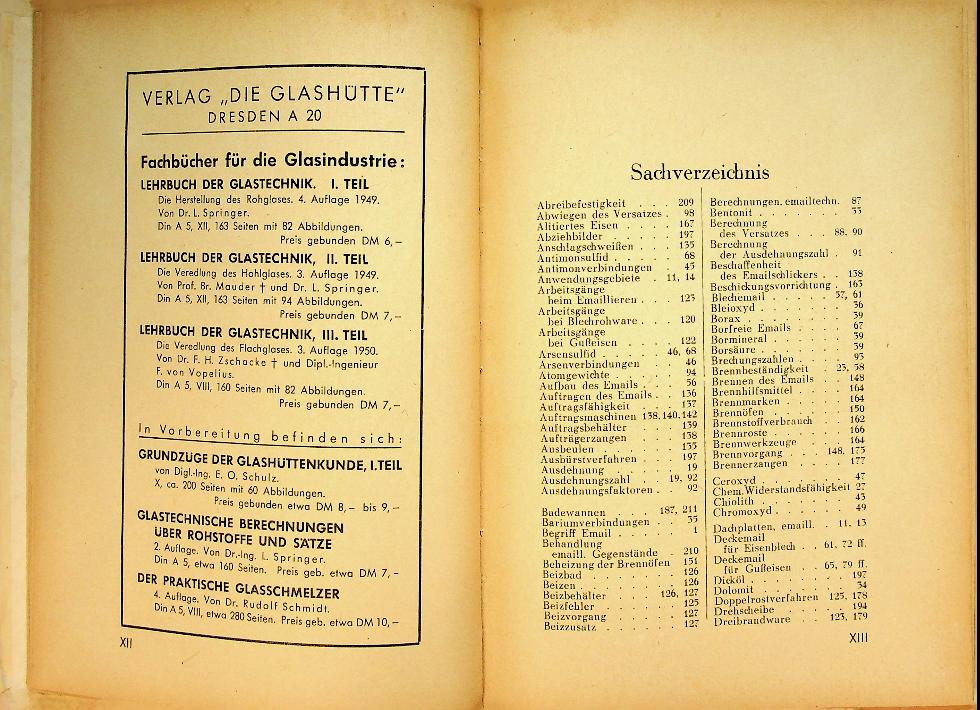 VERLAG „DIE GLASHÜTTE"
DRESDEN A 20
Fachbücher für die Glasindustrie:
LEHRBUCH DER GLASTECHNIK. I. TEIL
Die Herstellung des Rohglases. 4. Auflage 1949.
Von Dr. L. Springer.
Din A 5, XII, 163 Seiten mit 82 Abbildungen.
Preis gebunden DM 6,–
LEHRBUCH DER GLASTECHNIK, II. TEIL
Die Veredlung des Hohlglases. 3. Auflage 1949.
Von Prof. Br. Mauder † und Dr. L. Springer.
Din A 5, XII, 163 Seiten mit 94 Abbildungen.
Preis gebunden DM 7,–
LEHRBUCH DER GLASTECHNIK, III. TEIL
Die Veredlung des Flachglases. 3. Auflage 1950.
Von Dr. F. H. Zschacke † und Dipl.-Ingenieur
F. von Vopelius.
Din A 5, VIII, 160 Seiten mit 82 Abbildungen.
Preis gebunden DM 7,–
In Vorbereitung befinden sich:
GRUNDZÜGE DER GLASHÜTTENKUNDE, I. TEIL
von Digl.-Ing. E. O. Schulz.
X, ca. 200 Seiten mit 60 Abbildungen.
Preis gebunden etwa DM 8,– bis 9,–
GLASTECHNISCHE BERECHNUNGEN
ÜBER ROHSTOFFE UND SÄTZE
2. Auflage. Von Dr.-Ing. L. Springer.
Din A 5, etwa 160 Seiten. Preis geb. etwa DM 7,–
DER PRAKTISCHE GLASSCHMELZER
4. Auflage. Von Dr. Rudolf Schmidt.
Din A 5, VIII, etwa 280 Seiten. Preis geb. etwa DM 10,–
XII
Sachverzeichnis
Abreibefestigkeit . . . 209
Abwiegen des Versatzes . 98
Alitiertes Eisen . . . . 167
Abziehbilder . . . . 197
Anschlagschweißen . . . 135
Antimonsulfid . . . . 68
Antimonverbindungen . . 45
Anwendungsgebiete . 11, 14
Arbeitsgänge
beim Emaillieren . . . 123
Arbeitsgänge
bei Blechrohware . . . 120
Arbeitsgänge
bei Gußeisen . . . . 122
Arsensulfid . . . . 46, 68
Arsenverbindungen . . . 46
Atomgewichte . . . . 94
Aufbau des Emails . . . 56
Auftragen des Emails . . 136
Auftragsfähigkeit . . . 137
Auftragsmaschinen 138, 140, 142
Auftragsbehälter . . . 139
Aufträgerzangen . . . 138
Ausbeulen . . . . . 135
Ausbürstverfahren . . . 197
Ausdehnung . . . . . 19
Ausdehnungszahl . . 19, 92
Ausdehnungsfaktoren . . 92
Badewannen . . . 187, 211
Bariumverbindungen . . 35
Begriff Email . . . . . 1
Behandlung
emaill. Gegenstände . 210
Beheizung der Brennöfen 151
Beizbad . . . . . . 126
Beizen . . . . . . . 126
Beizbehälter . . . 126, 127
Beizfehler . . . . . 125
Beizvorgang . . . . . 127
Beizzusatz . . . . . 127
Berechnungen, emailtechn. 87
Bentonit . . . . . . . 33
Berechnung
des Versatzes . . . 88, 90
Berechnung
der Ausdehnungszahl . 91
Beschaffenheit
des Emailschlickers . . 138
Beschickungsvorrichtung . 163
Blechemail . . . . . 57, 61
Bleioxyd . . . . . . . 36
Borax . . . . . . . . 39
Borfreie Emails . . . . 67
Bormineral . . . . . . 39
Borsäure . . . . . . . 39
Brechungszahlen . . . . 93
Brennbeständigkeit . 23, 58
Brennen des Emails . . . 148
Brennhilfsmittel . . . . 164
Brennmarken . . . . . 164
Brennöfen . . . . . . 150
Brennstoffverbrauch . . 162
Brennroste . . . . . . 166
Brennwerkzeuge . . . . 164
Brennvorgang . . . 148, 173
Brennerzangen . . . . 177
Ceroxyd . . . . . . . 47
Chem. Widerstandsfähigkeit 27
Chiolith . . . . . . . 43
Chromoxyd . . . . . . 49
Dachplatten, emaill. . . 11, 13
Deckemail
für Eisenblech . . 61, 72 ff.
Deckemail
für Gußeisen . . 65, 79 ff.
Dicköl . . . . . . . 197
Dolomit . . . . . . . 34
Doppelrostverfahren 125, 178
Drehscheibe . . . . . 194
Dreibrandware . . 123, 179
XIII